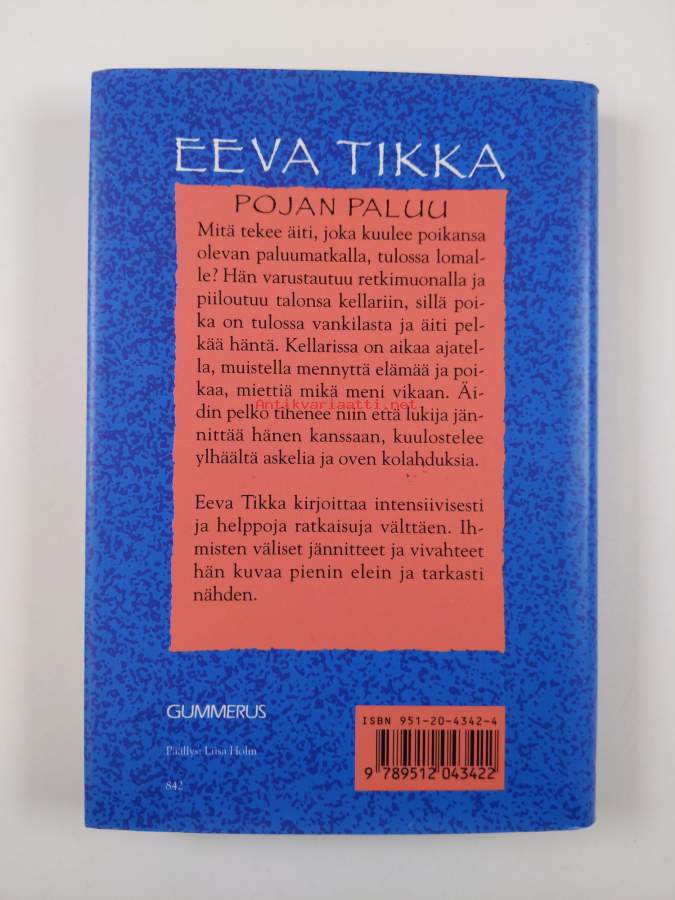 EEVA TIKKA
POJAN PALUU
Mitä tekee äiti, joka kuulee poikansa
olevan paluumatkalla, tulossa lomal-
le? Hän varustautuu retkimuonalla ja
piiloutuu talonsa kellariin, sillä poi-
ka on tulossa vankilasta ja äiti pel-
kää häntä. Kellarissa on aikaa ajatel-
la, muistella mennyttä elämää ja poi-
kaa, miettiä mikä meni vikaan. Äi-
Antikvariaatti.net
din pelko tihenee niin että lukija jän-
nittää hänen kanssaan, kuulostelee
ylhäältä askelia ja oven kolahduksia.
Eeva Tikka kirjoittaa intensiivisesti
ja helppoja ratkaisuja välttäen. Ih-
misten väliset jännitteet ja vivahteet
hän kuvaa pienin elein ja tarkasti
nähden.
GUMMERUS
Päällys: Liisa Holm
842
ISBN 951-20-4342-4
9 789512 043422